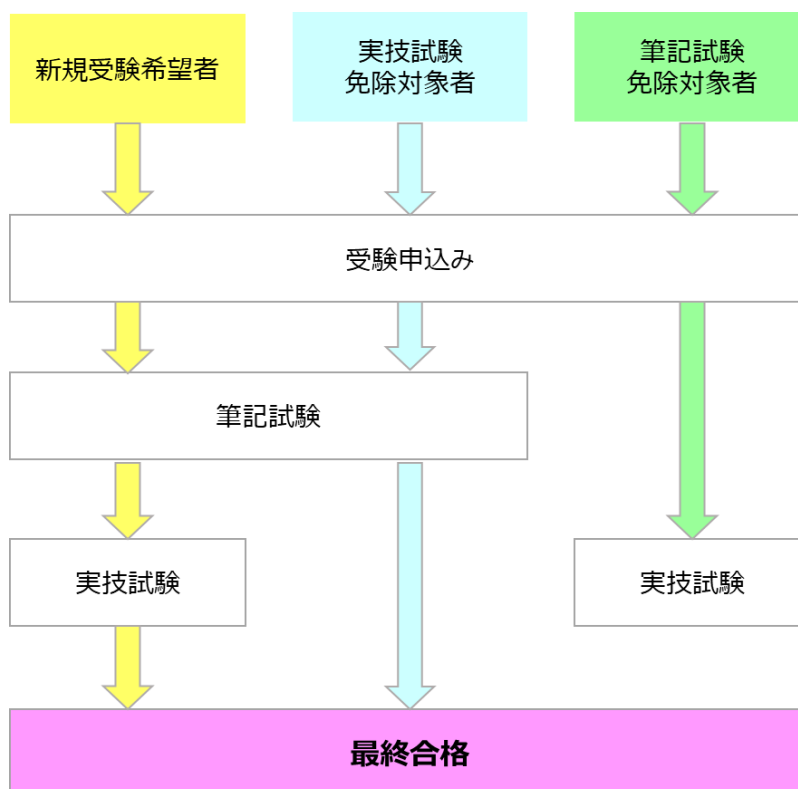 新規受験希望者
実技試験
免除対象者
筆記試験
免除対象者
受験申込み
筆記試験
実技試験
実技試験
最終合格